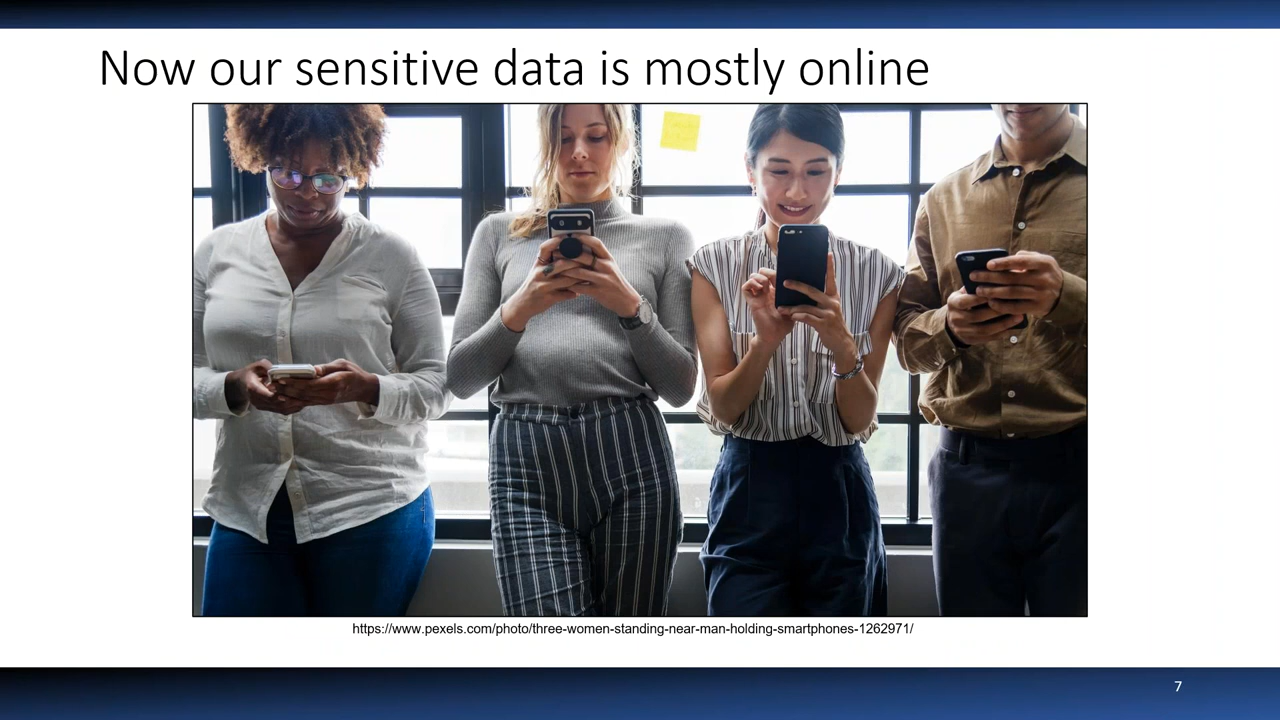 Now our sensitive data is mostly online
https://www.pexels.com/photo/three-women-standing-near-man-holding-smartphones-1262971/
7